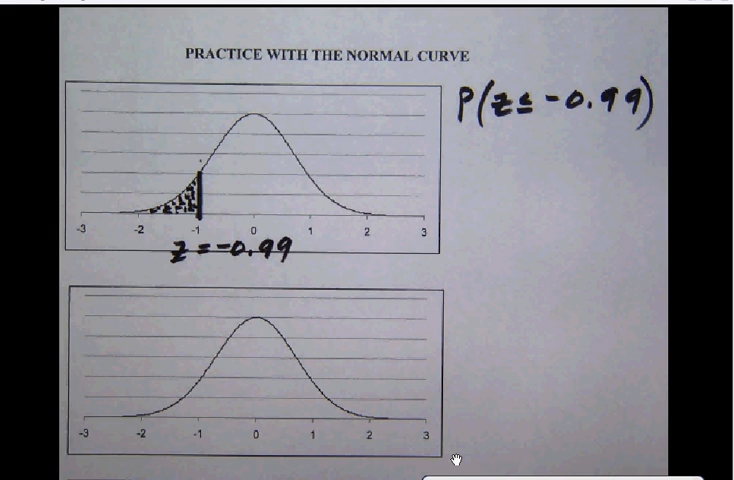 PRACTICE WITH THE NORMAL CURVE
P(z ≤ -0.99)
-3 -2 -1 0 1 2 3
z = -0.99
-3 -2 -1 0 1 2 3